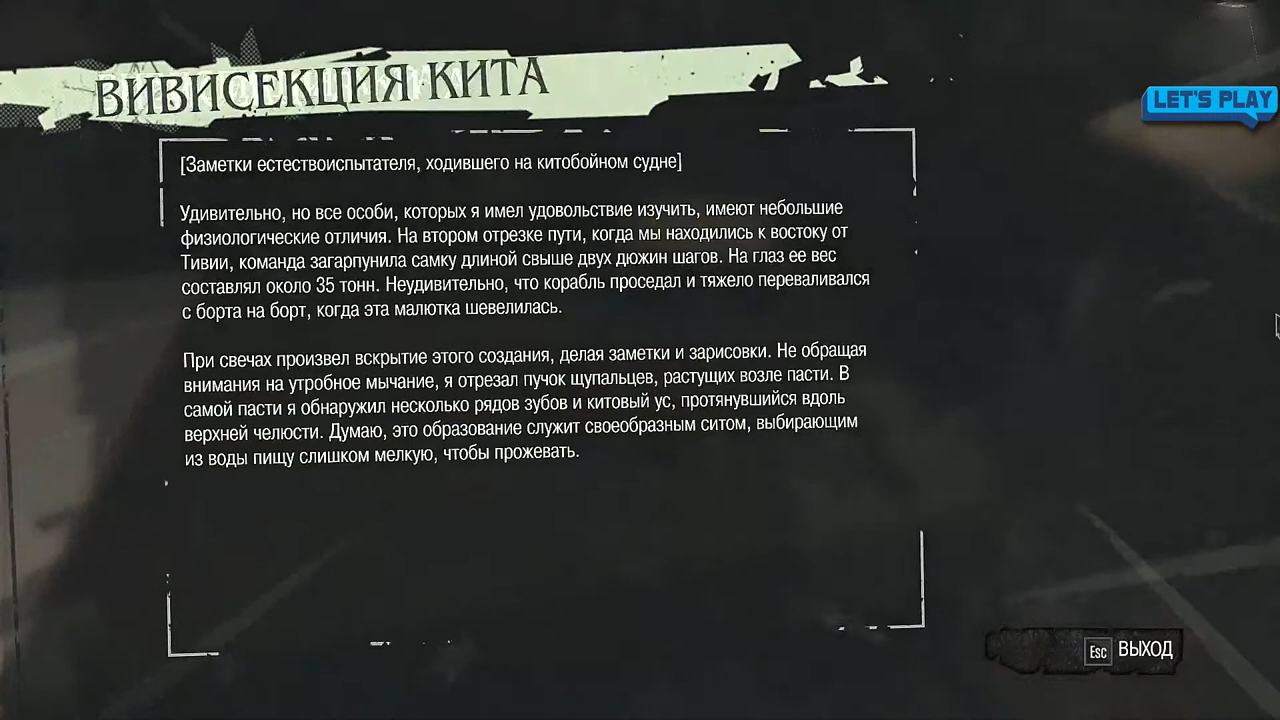 ВИВИСЕКЦИЯ КИТА
LET'S PLAY
[Заметки естествоиспытателя, ходившего на китобойном судне]
Удивительно, но все особи, которых я имел удовольствие изучить, имеют небольшие
физиологические отличия. На втором отрезке пути, когда мы находились к востоку от
Тивии, команда загарпунила самку длиной свыше двух дюжин шагов. На глаз ее вес
составлял около 35 тонн. Неудивительно, что корабль проседал и тяжело переваливался
с борта на борт, когда эта малютка шевелилась.
При свечах произвел вскрытие этого создания, делая заметки и зарисовки. Не обращая
внимания на утробное мычание, я отрезал пучок щупальцев, растущих возле пасти. В
самой пасти я обнаружил несколько рядов зубов и китовый ус, протянувшийся вдоль
верхней челюсти. Думаю, это образование служит своеобразным ситом, выбирающим
из воды пищу слишком мелкую, чтобы прожевать.
Esc ВЫХОД